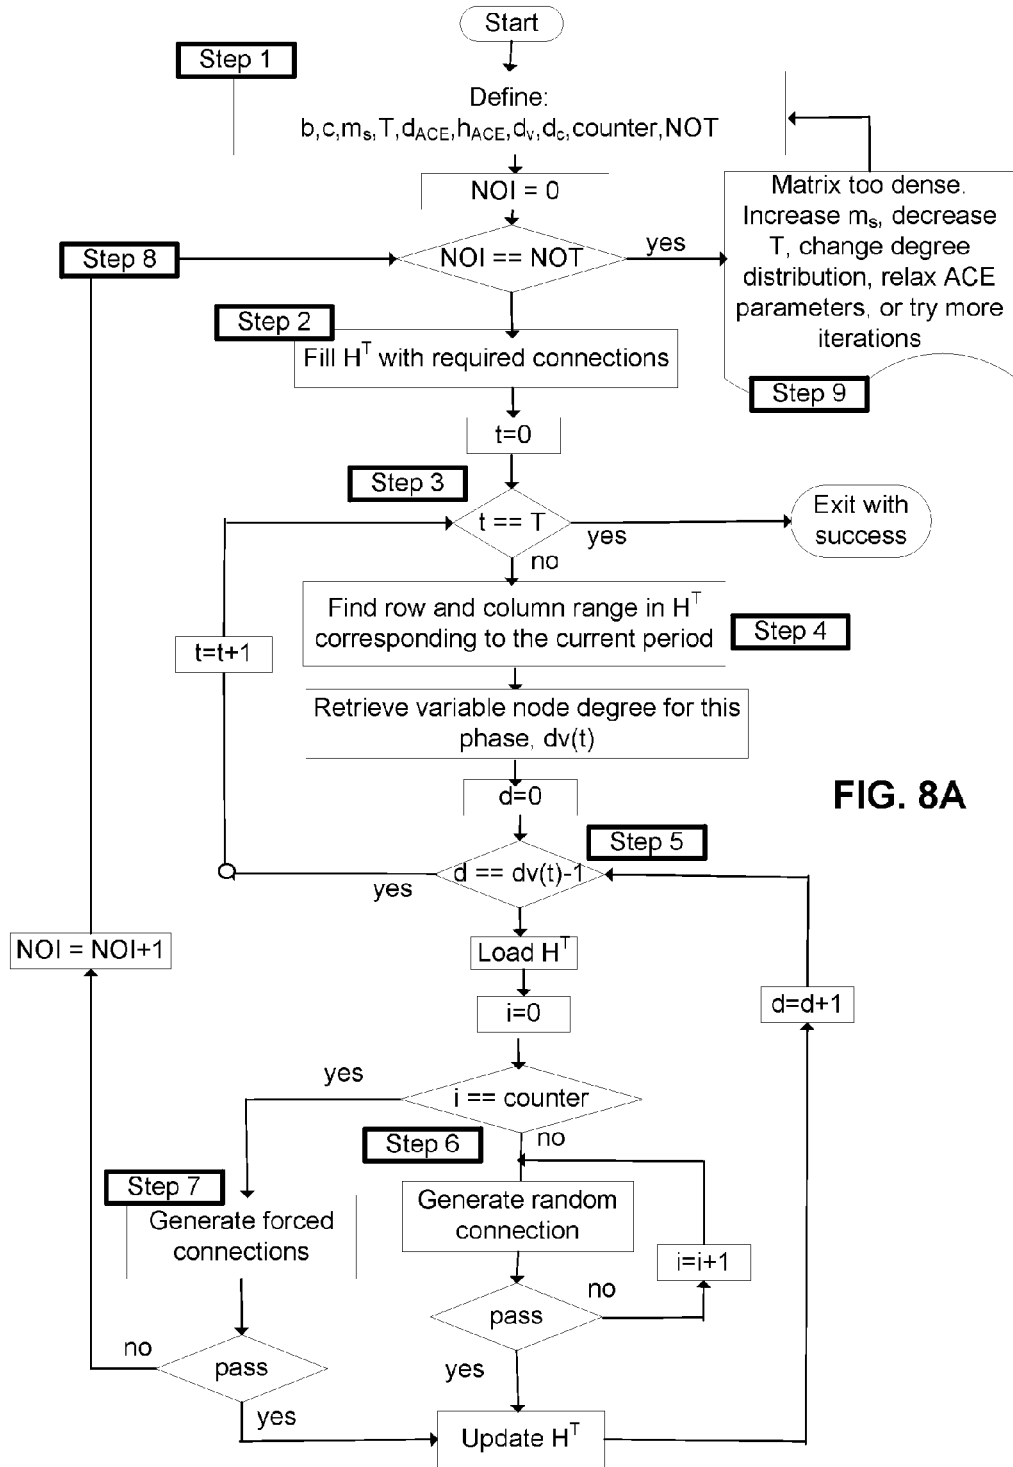 Start
Step 1
Define:
b,c,mₛ,T,d_ACE,h_ACE,dᵥ,d_c,counter,NOT
NOI = 0
Step 8
NOI == NOT
yes
Matrix too dense.
Increase mₛ, decrease
T, change degree
distribution, relax ACE
parameters, or try more
iterations
Step 9
Step 2
Fill Hᵀ with required connections
t=0
Step 3
t == T
yes
no
Exit with
success
Find row and column range in Hᵀ
corresponding to the current period
Step 4
t=t+1
Retrieve variable node degree for this
phase, dv(t)
d=0
FIG. 8A
Step 5
d == dv(t)-1
yes
NOI = NOI+1
Load Hᵀ
d=d+1
i=0
yes
i == counter
no
Step 6
Step 7
Generate forced
connections
Generate random
connection
i=i+1
no
pass
yes
no
pass
yes
Update Hᵀ